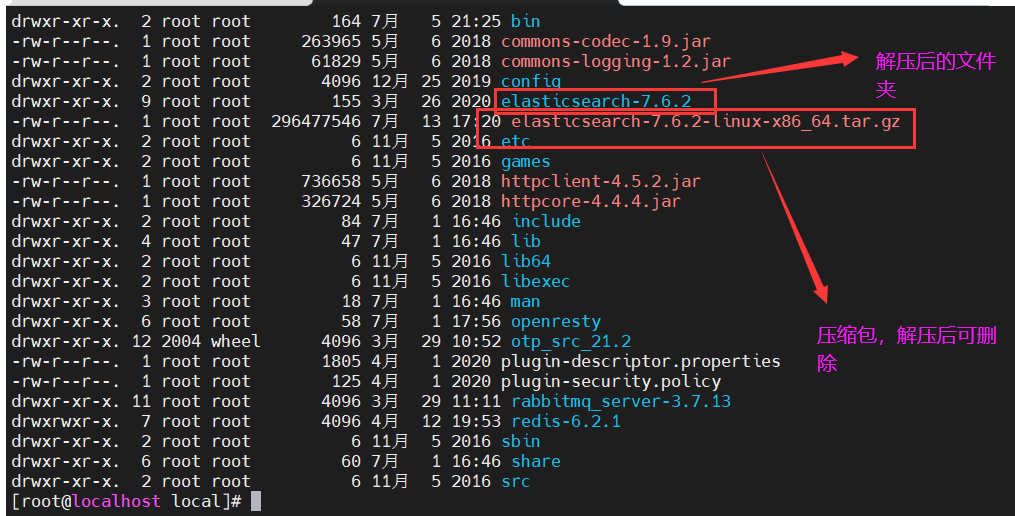 drwxr-xr-x.  2 root root       164 7月   5 21:25 bin
-rw-r--r--.  1 root root    263965 5月   6 2018 commons-codec-1.9.jar
-rw-r--r--.  1 root root     61829 5月   6 2018 commons-logging-1.2.jar
drwxr-xr-x.  2 root root      4096 12月 25 2019 config
drwxr-xr-x.  9 root root       155 3月  26 2020 elasticsearch-7.6.2
-rw-r--r--.  1 root root 296477546 7月  13 17:20 elasticsearch-7.6.2-linux-x86_64.tar.gz
drwxr-xr-x.  2 root root         6 11月  5 2016 etc
drwxr-xr-x.  2 root root         6 11月  5 2016 games
-rw-r--r--.  1 root root    736658 5月   6 2018 httpclient-4.5.2.jar
-rw-r--r--.  1 root root    326724 5月   6 2018 httpcore-4.4.4.jar
drwxr-xr-x.  2 root root        84 7月   1 16:46 include
drwxr-xr-x.  4 root root        47 7月   1 16:46 lib
drwxr-xr-x.  2 root root         6 11月  5 2016 lib64
drwxr-xr-x.  2 root root         6 11月  5 2016 libexec
drwxr-xr-x.  3 root root        18 7月   1 16:46 man
drwxr-xr-x.  6 root root        58 7月   1 17:56 openresty
drwxrwxr-x. 12 2004 wheel     4096 3月  29 10:52 otp_src_21.2
-rw-r--r--   1 root root      1805 4月   1 2020 plugin-descriptor.properties
-rw-r--r--.  1 root root       125 4月   1 2020 plugin-security.policy
drwxr-xr-x. 11 root root      4096 3月  29 11:11 rabbitmq_server-3.7.13
drwxrwxr-x.  7 root root      4096 4月  12 19:53 redis-6.2.1
drwxr-xr-x.  2 root root         6 11月  5 2016 sbin
drwxr-xr-x.  6 root root        60 7月   1 16:46 share
drwxr-xr-x.  2 root root         6 11月  5 2016 src
[root@localhost local]#
解压后的文件
夹
压缩包，解压后可删
除